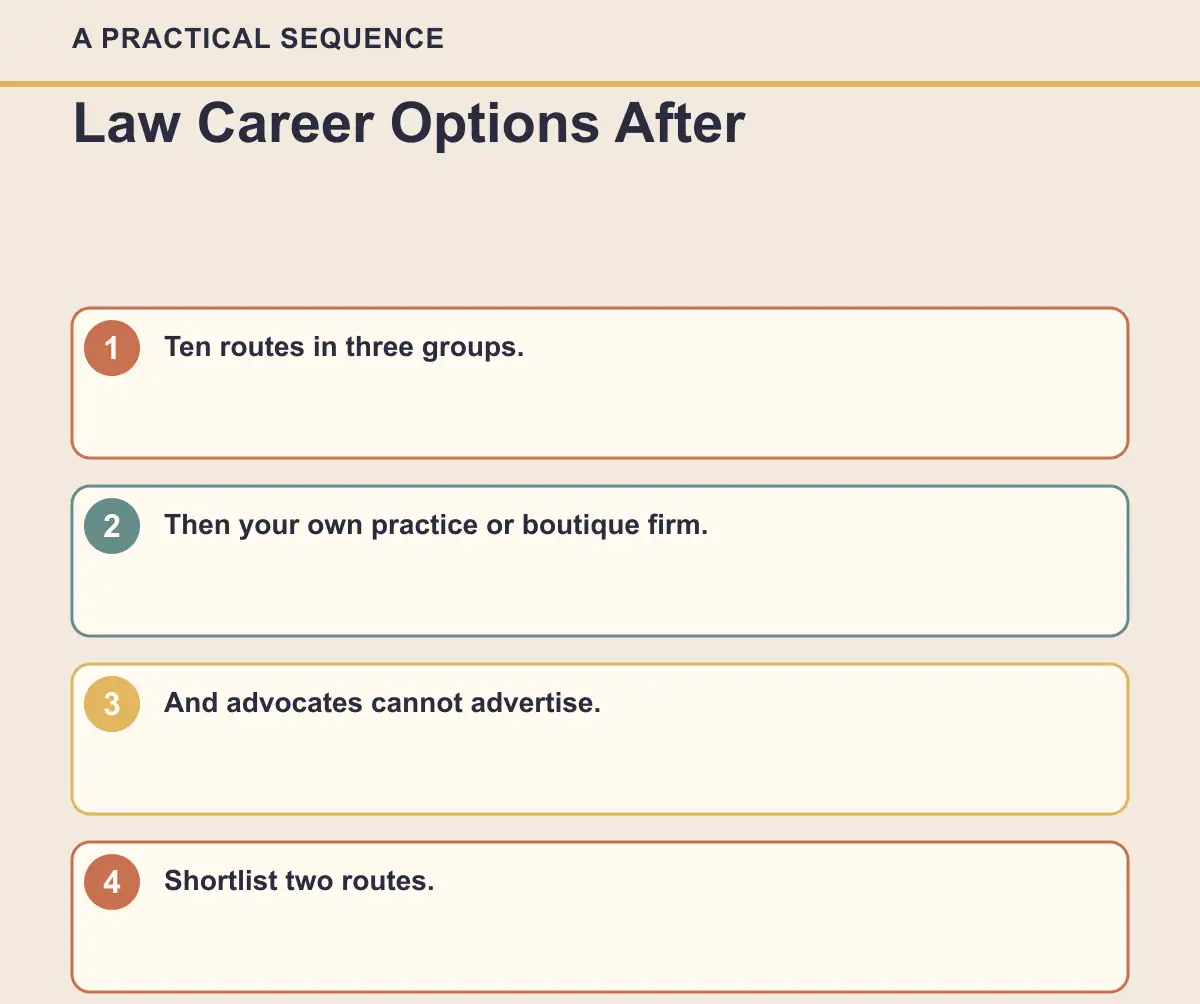 A PRACTICAL SEQUENCE
Law Career Options After
1 Ten routes in three groups.
2 Then your own practice or boutique firm.
3 And advocates cannot advertise.
4 Shortlist two routes.